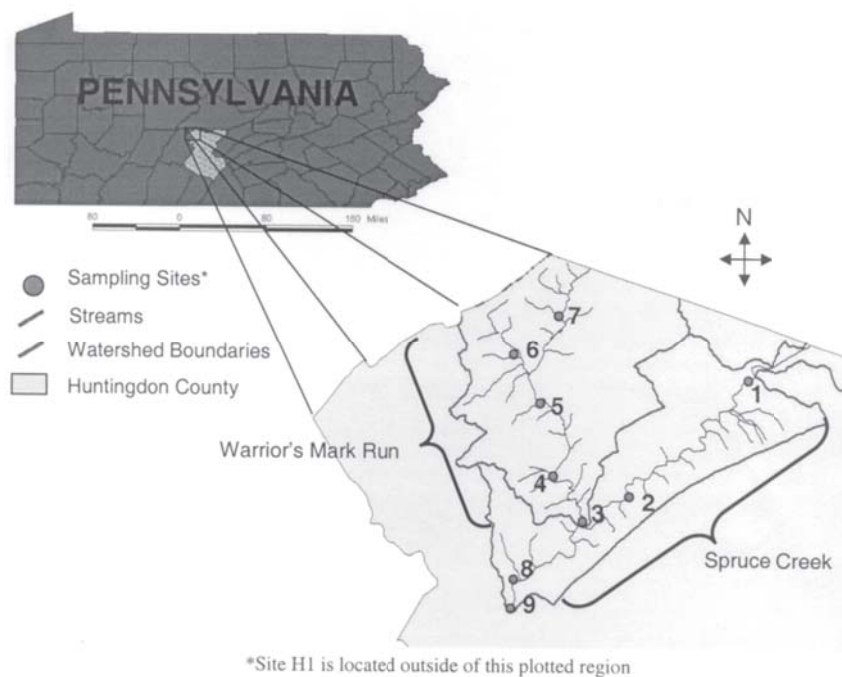 PENNSYLVANIA
80 0 80 160 Miles
N
Sampling Sites*
Streams
Watershed Boundaries
Huntingdon County
7
6
1
5
Warrior's Mark Run
4
2
3
Spruce Creek
8
9
*Site H1 is located outside of this plotted region